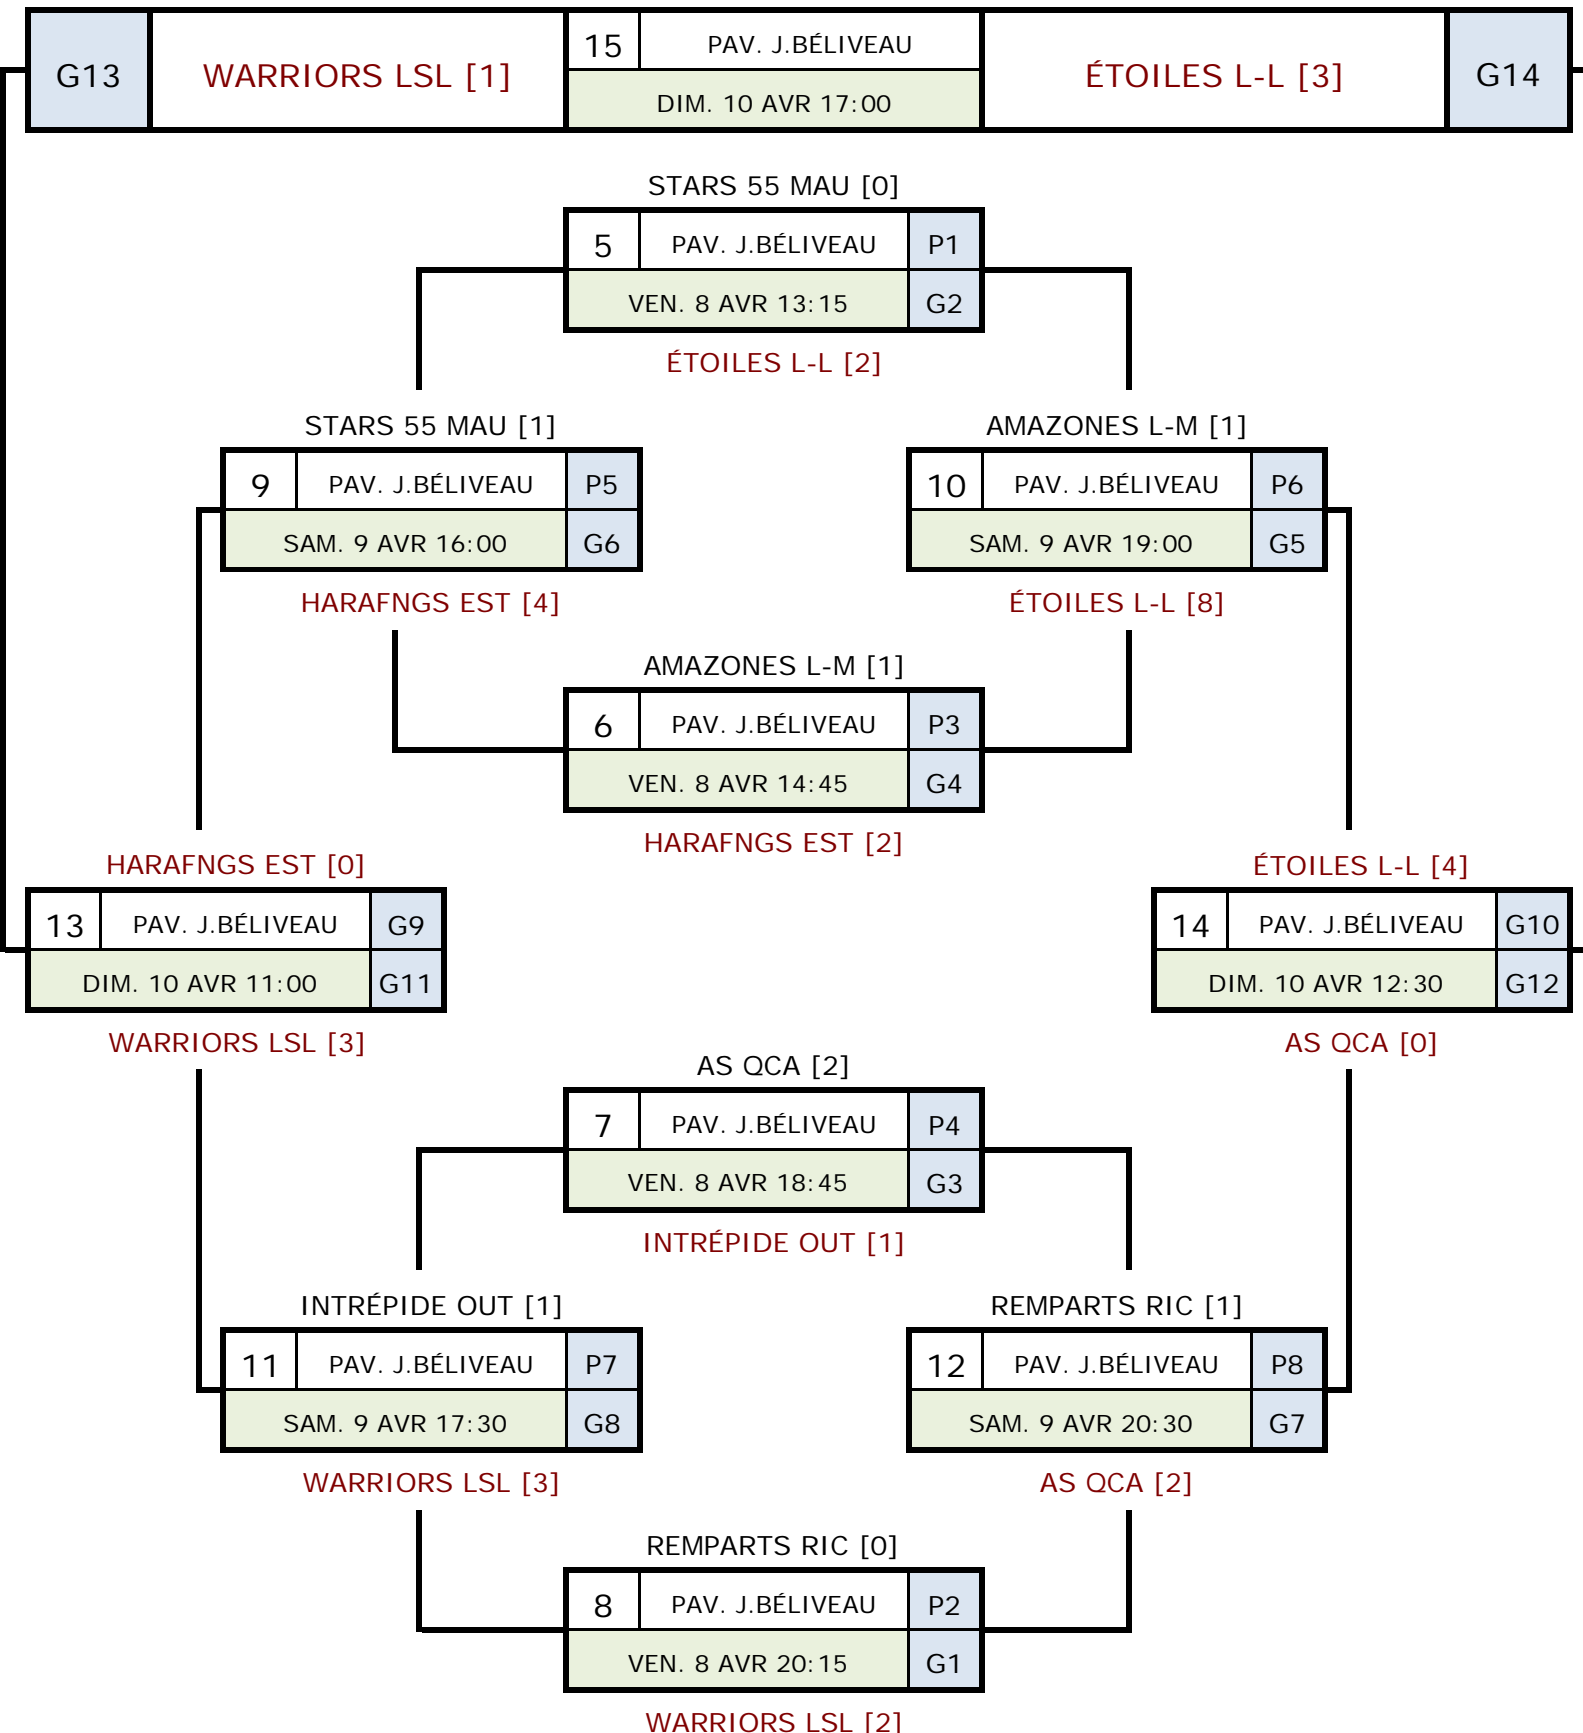 G13 WARRIORS LSL [1] 15 PAV. J.BÉLIVEAU ÉTOILES L-L [3] G14
DIM. 10 AVR 17:00
STARS 55 MAU [0]
5 PAV. J.BÉLIVEAU P1
VEN. 8 AVR 13:15 G2
ÉTOILES L-L [2]
STARS 55 MAU [1] AMAZONES L-M [1]
9 PAV. J.BÉLIVEAU P5 10 PAV. J.BÉLIVEAU P6
SAM. 9 AVR 16:00 G6 SAM. 9 AVR 19:00 G5
HARAFNGS EST [4] ÉTOILES L-L [8]
AMAZONES L-M [1]
6 PAV. J.BÉLIVEAU P3
VEN. 8 AVR 14:45 G4
HARAFNGS EST [2]
HARAFNGS EST [0] ÉTOILES L-L [4]
13 PAV. J.BÉLIVEAU G9 14 PAV. J.BÉLIVEAU G10
DIM. 10 AVR 11:00 G11 DIM. 10 AVR 12:30 G12
WARRIORS LSL [3] AS QCA [0]
AS QCA [2]
7 PAV. J.BÉLIVEAU P4
VEN. 8 AVR 18:45 G3
INTRÉPIDE OUT [1]
INTRÉPIDE OUT [1] REMPARTS RIC [1]
11 PAV. J.BÉLIVEAU P7 12 PAV. J.BÉLIVEAU P8
SAM. 9 AVR 17:30 G8 SAM. 9 AVR 20:30 G7
WARRIORS LSL [3] AS QCA [2]
REMPARTS RIC [0]
8 PAV. J.BÉLIVEAU P2
VEN. 8 AVR 20:15 G1
WARRIORS LSL [2]